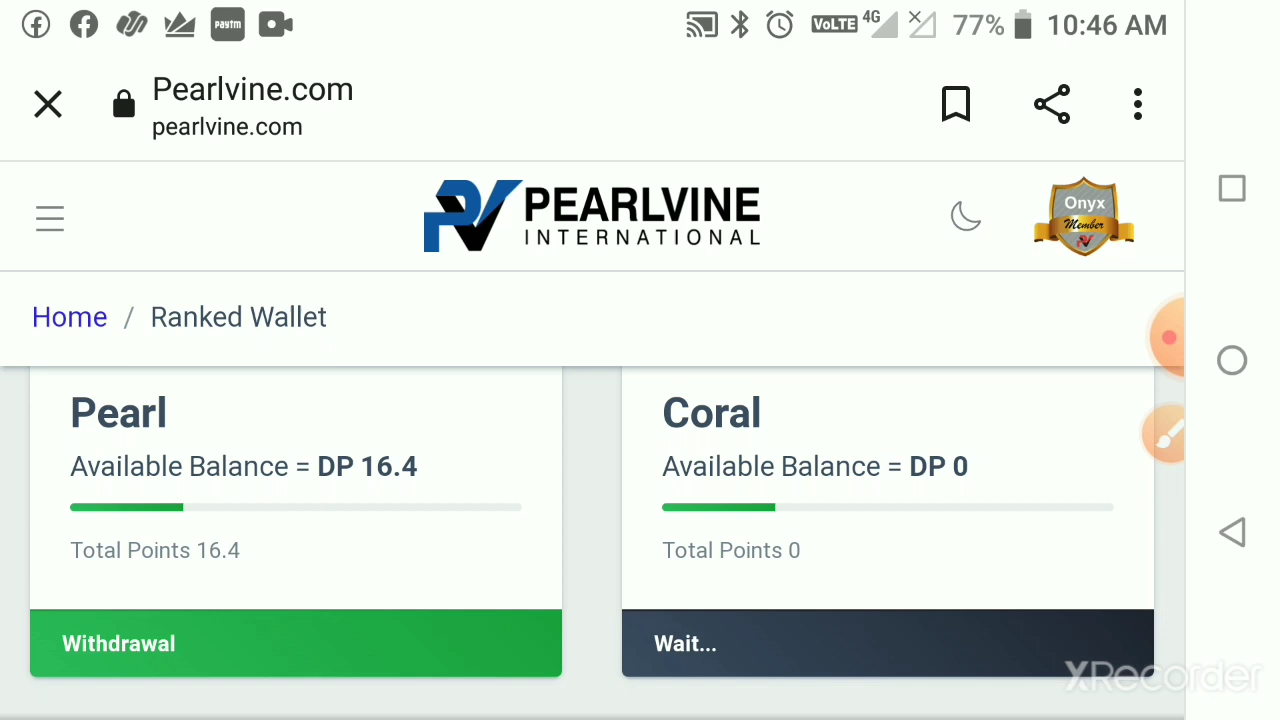 paytm
VoLTE 4G 77% 10:46 AM
Pearlvine.com
pearlvine.com
PEARLVINE
INTERNATIONAL
Onyx
Member
PV
Home / Ranked Wallet
Pearl
Available Balance = DP 16.4
Total Points 16.4
Withdrawal
Coral
Available Balance = DP 0
Total Points 0
Wait...
XRecorder